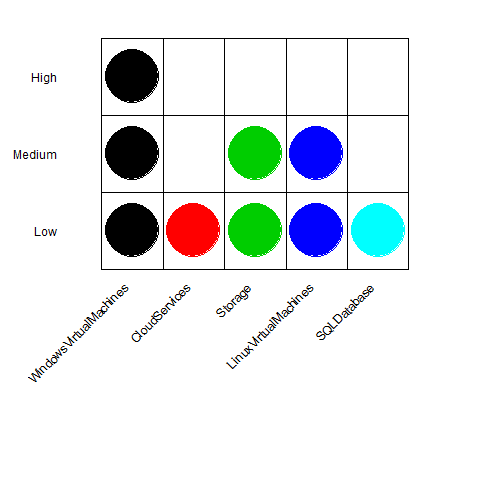 High
Medium
Low
WindowsVirtualMachines
CloudServices
Storage
LinuxVirtualMachines
SQLDatabase